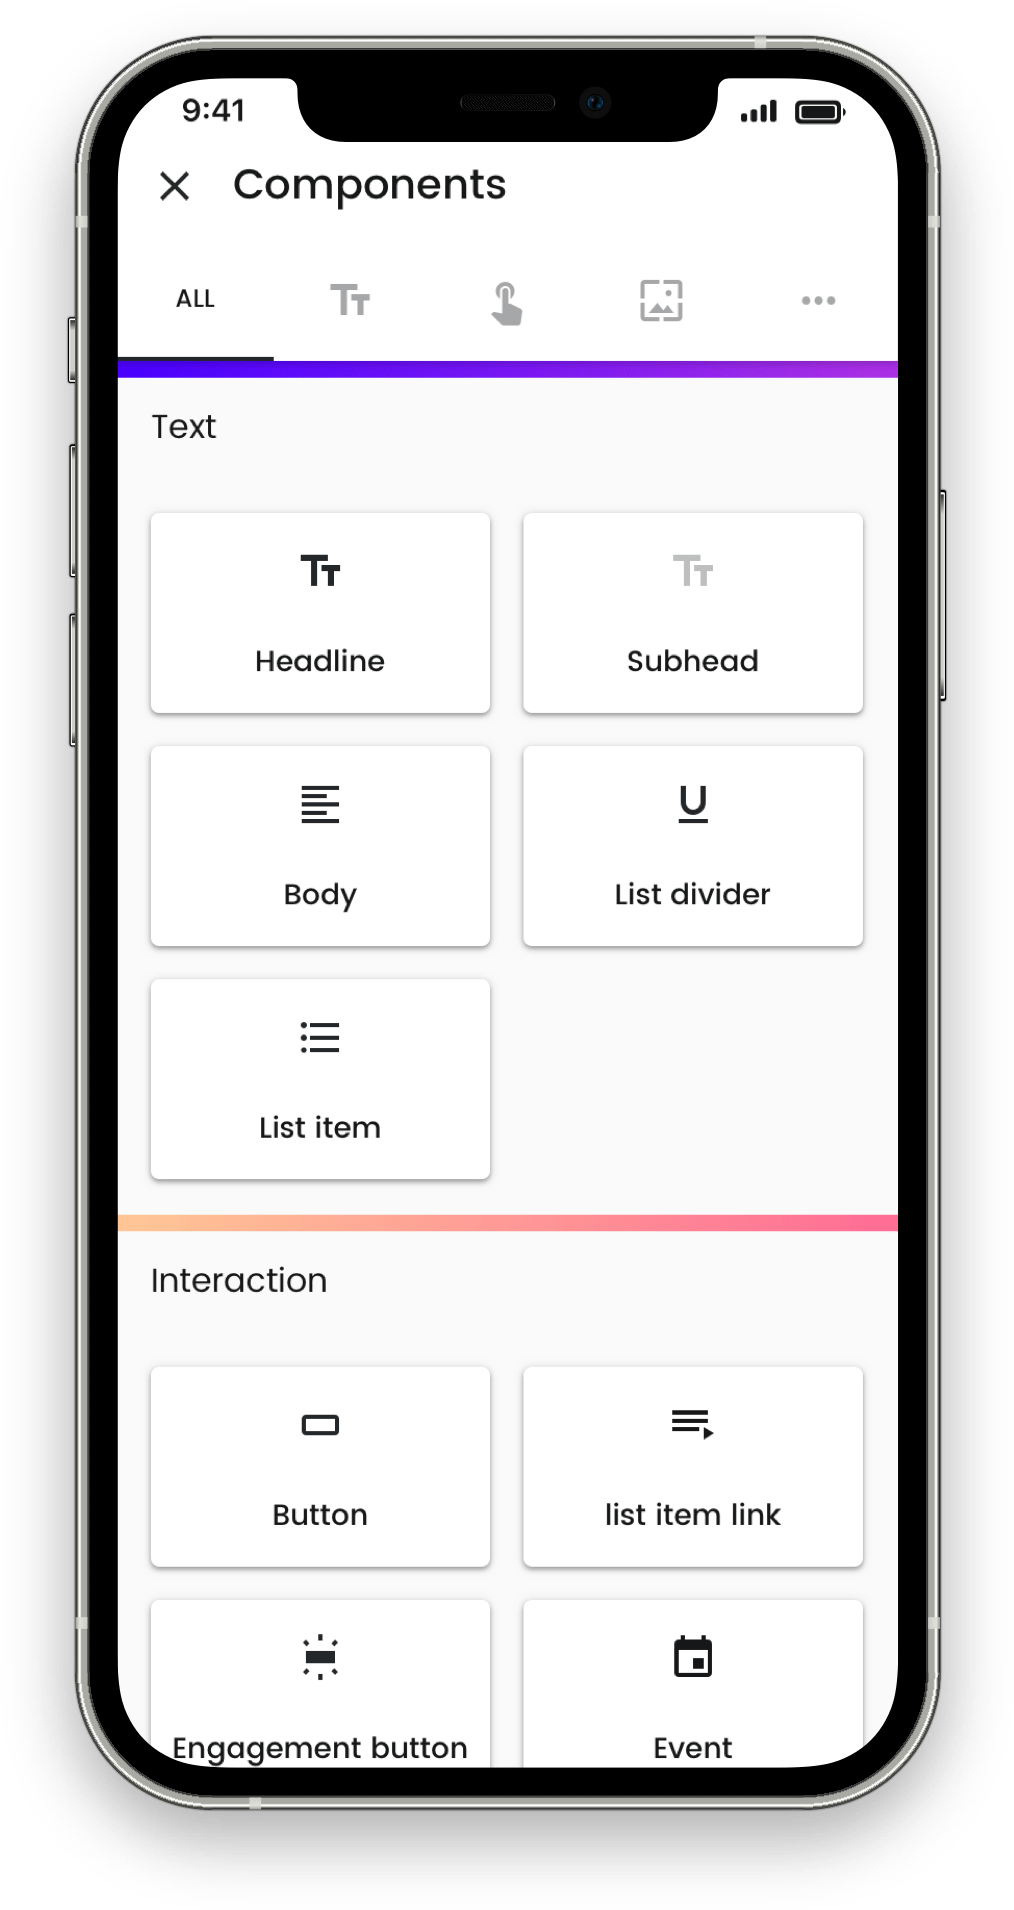 9:41
Components
ALL
Text
Headline
Subhead
Body
List divider
List item
Interaction
Button
list item link
Engagement button
Event